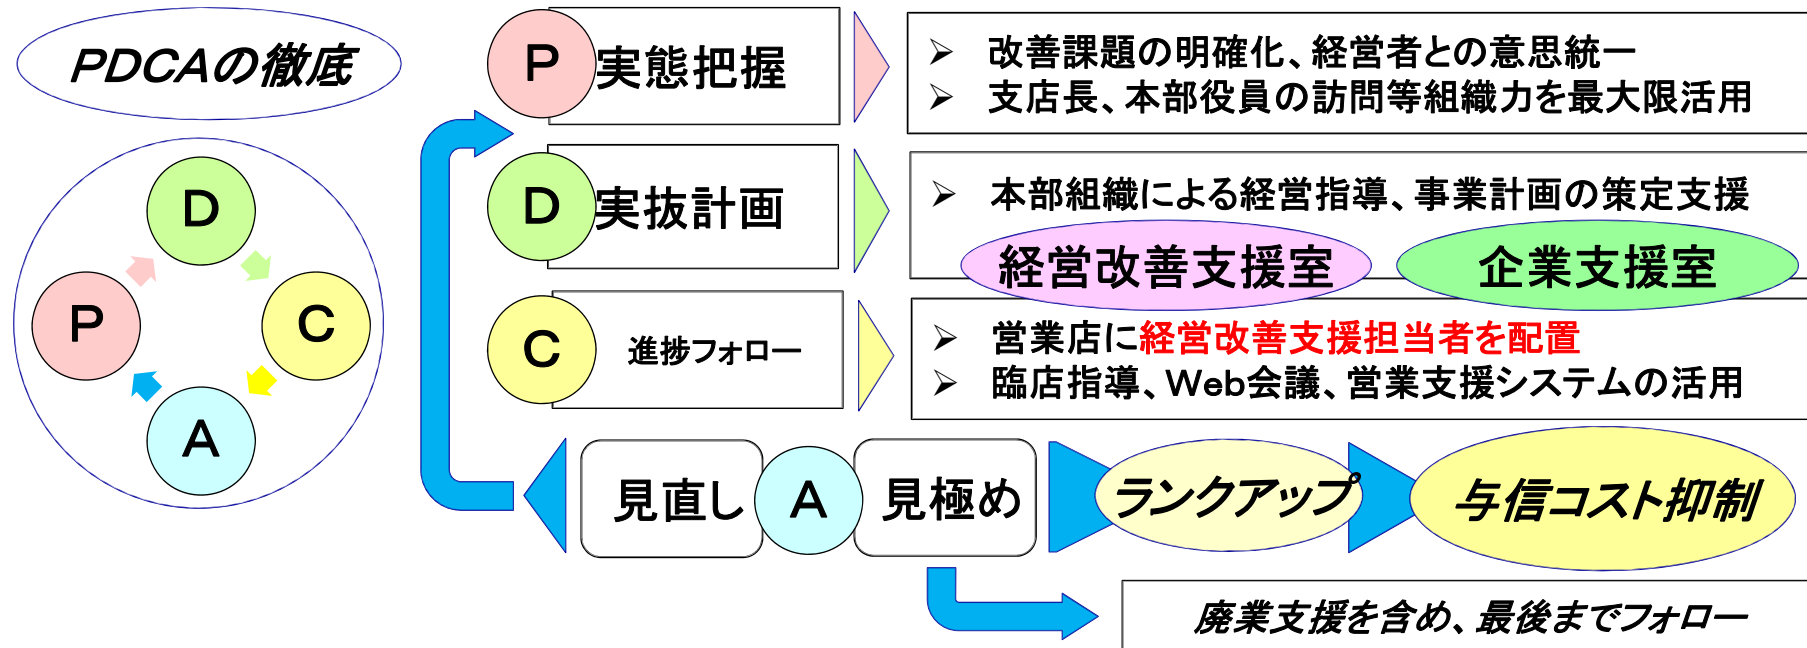 PDCAの徹底
D
P
C
A
P 実態把握
➢ 改善課題の明確化、経営者との意思統一
➢ 支店長、本部役員の訪問等組織力を最大限活用
D 実抜計画
➢ 本部組織による経営指導、事業計画の策定支援
経営改善支援室 企業支援室
C 進捗フォロー
➢ 営業店に経営改善支援担当者を配置
➢ 臨店指導、Web会議、営業支援システムの活用
見直し A 見極め ランクアップ 与信コスト抑制
廃業支援を含め、最後までフォロー